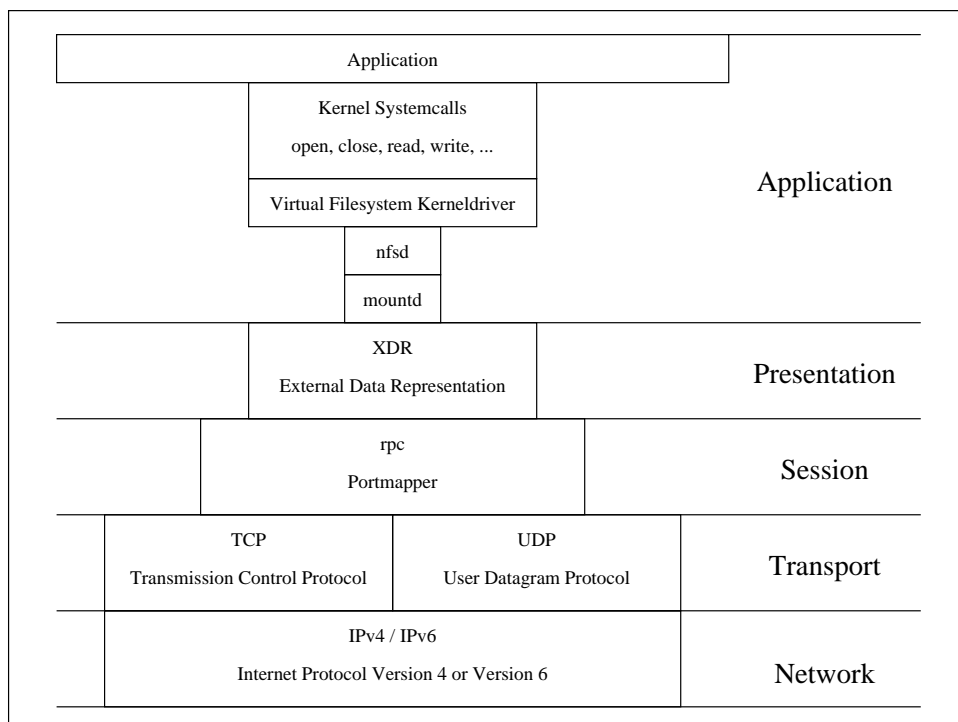 Application
Kernel Systemcalls
open, close, read, write, ...
Application
Virtual Filesystem Kerneldriver
nfsd
mountd
XDR
Presentation
External Data Representation
rpc
Session
Portmapper
TCP
UDP
Transport
Transmission Control Protocol
User Datagram Protocol
IPv4 / IPv6
Internet Protocol Version 4 or Version 6
Network